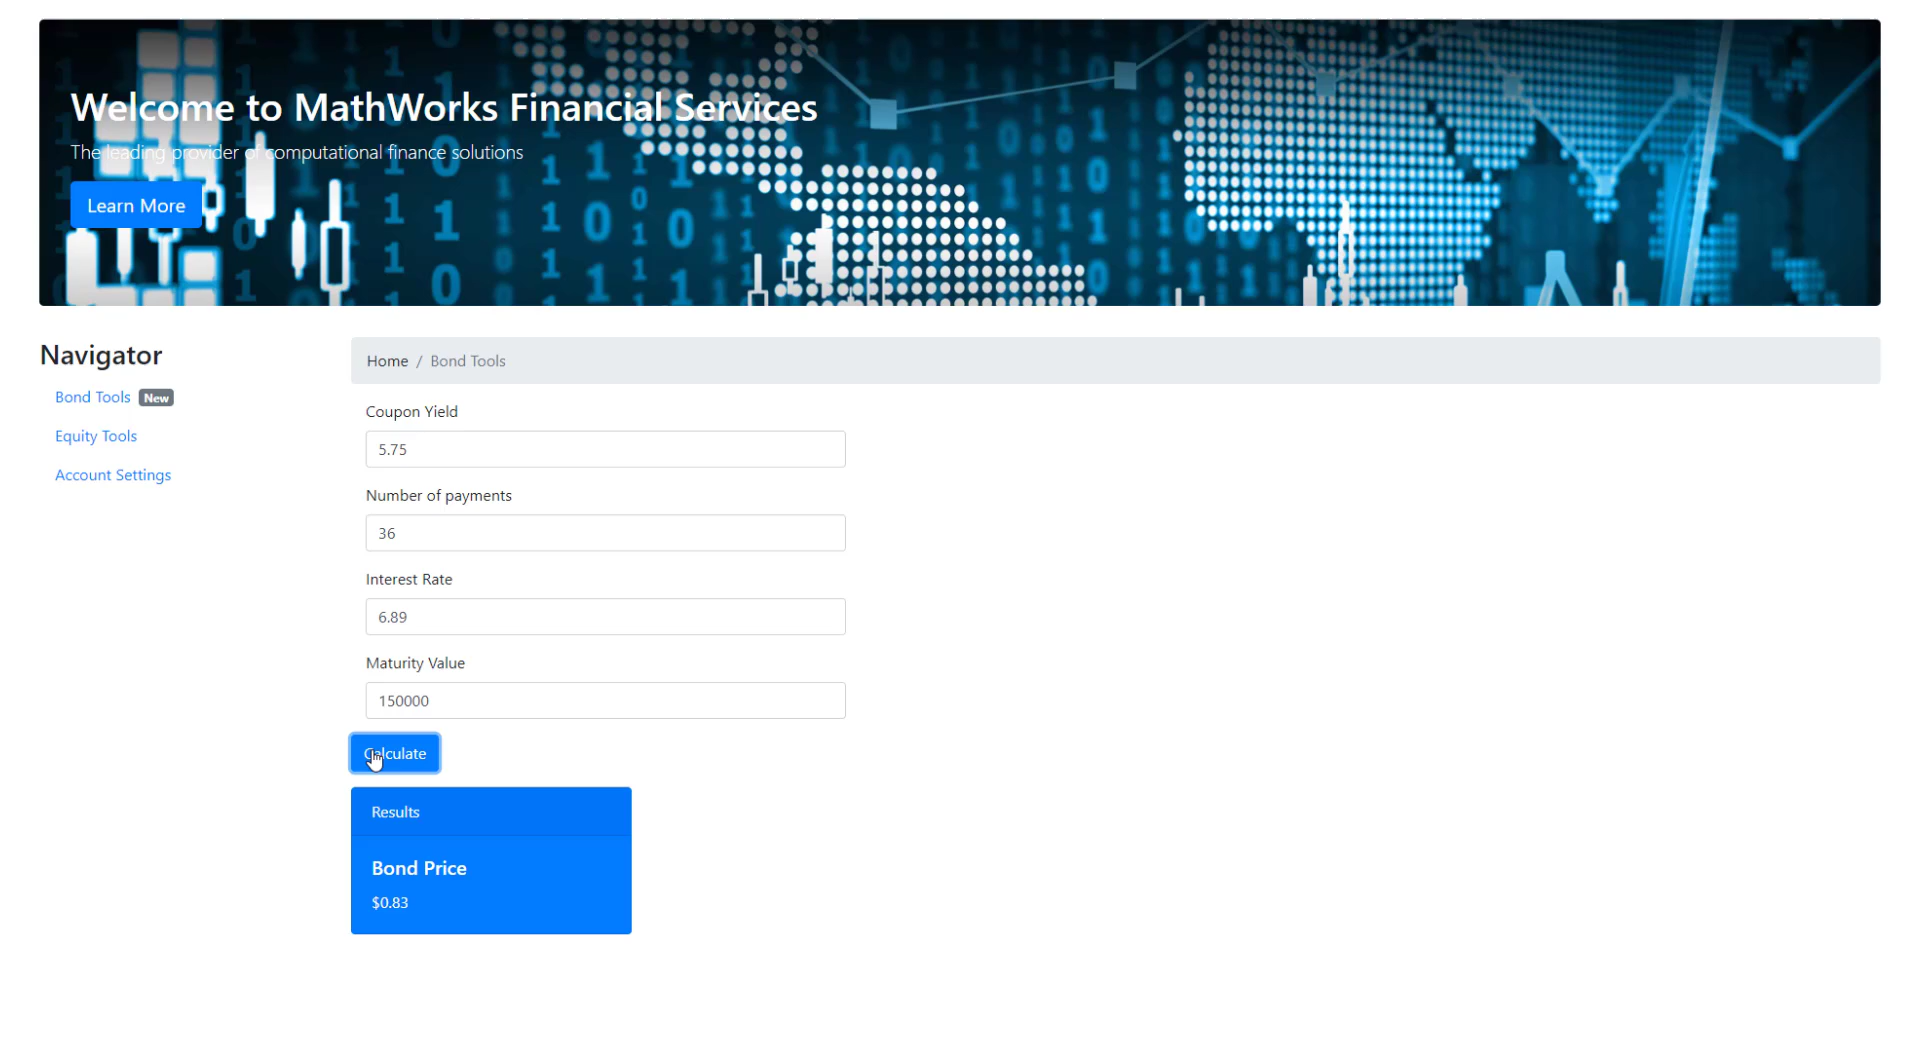 Welcome to MathWorks Financial Services
The leading provider of computational finance solutions
Learn More
Navigator
Bond Tools New
Equity Tools
Account Settings
Home / Bond Tools
Coupon Yield
5.75
Number of payments
36
Interest Rate
6.89
Maturity Value
150000
Calculate
Results
Bond Price
$0.83